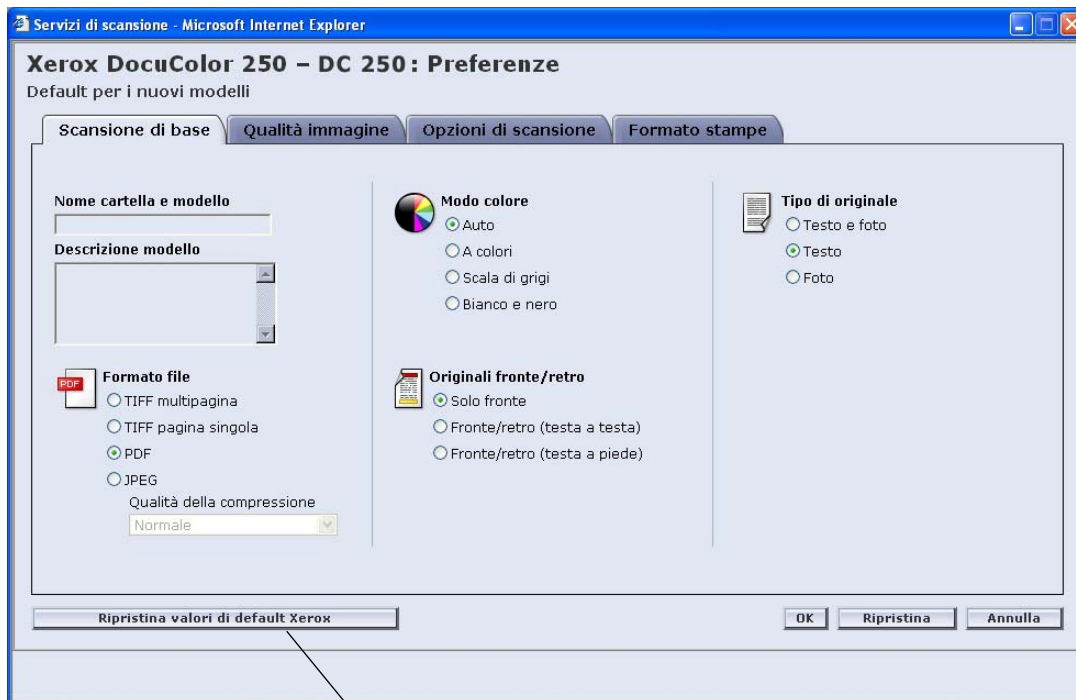 Servizi di scansione - Microsoft Internet Explorer
Xerox DocuColor 250 – DC 250 : Preferenze
Default per i nuovi modelli
Scansione di base
Qualità immagine
Opzioni di scansione
Formato stampe
Nome cartella e modello
Descrizione modello
Formato file
PDF
TIFF multipagina
TIFF pagina singola
PDF
JPEG
Qualità della compressione
Normale
Modo colore
Auto
A colori
Scala di grigi
Bianco e nero
Originali fronte/retro
Solo fronte
Fronte/retro (testa a testa)
Fronte/retro (testa a piede)
Tipo di originale
Testo e foto
Testo
Foto
Ripristina valori di default Xerox
OK
Ripristina
Annulla